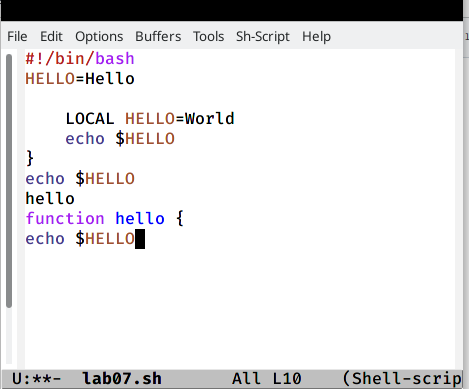 File Edit Options Buffers Tools Sh-Script Help
#!/bin/bash
HELLO=Hello
LOCAL HELLO=World
echo $HELLO
}
echo $HELLO
hello
function hello {
echo $HELLO
U:**- lab07.sh All L10 (Shell-scrip